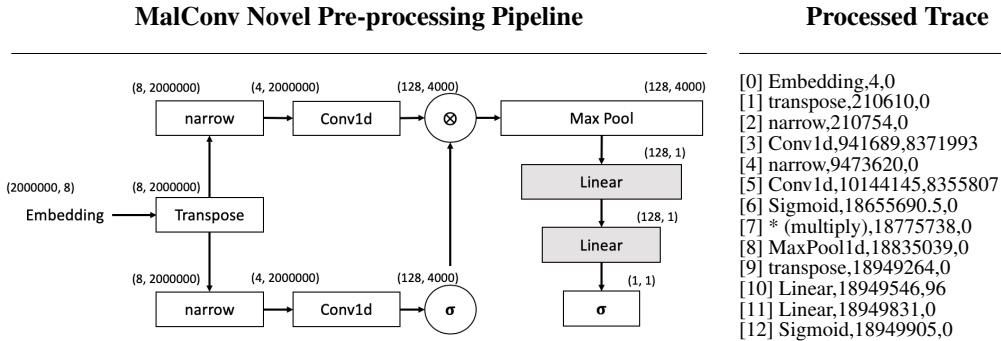 MalConv Novel Pre-processing Pipeline
(8, 2000000)
(4, 2000000)
(128, 4000)
(128, 4000)
narrow
Conv1d
⊗
Max Pool
(128, 1)
(2000000, 8)
(8, 2000000)
Linear
Embedding
Transpose
(128, 1)
Linear
(8, 2000000)
(4, 2000000)
(128, 4000)
(1, 1)
narrow
Conv1d
σ
σ
Processed Trace
[0] Embedding,4,0
[1] transpose,210610,0
[2] narrow,210754,0
[3] Conv1d,941689,8371993
[4] narrow,9473620,0
[5] Conv1d,10144145,8355807
[6] Sigmoid,18655690.5,0
[7] * (multiply),18775738,0
[8] MaxPool1d,18835039,0
[9] transpose,18949264,0
[10] Linear,18949546,96
[11] Linear,18949831,0
[12] Sigmoid,18949905,0